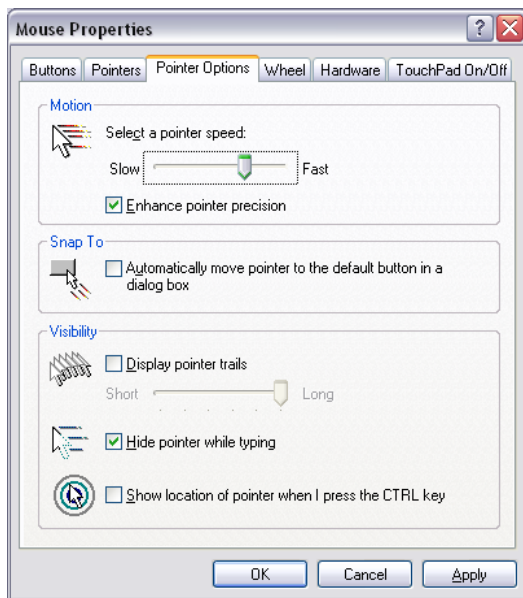 Mouse Properties
Buttons Pointers Pointer Options Wheel Hardware TouchPad On/Off
Motion
Select a pointer speed:
Slow Fast
Enhance pointer precision
Snap To
Automatically move pointer to the default button in a
dialog box
Visibility
Display pointer trails
Short Long
Hide pointer while typing
Show location of pointer when I press the CTRL key
OK Cancel Apply